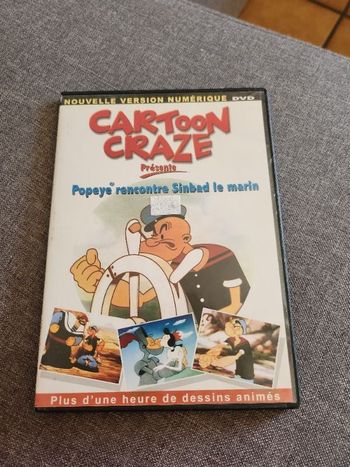 NOUVELLE VERSION NUMÉRIQUE DVD
CARTOON
CRAZE
Présente
Popeye rencontre Sinbad le marin
Plus d'une heure de dessins animés